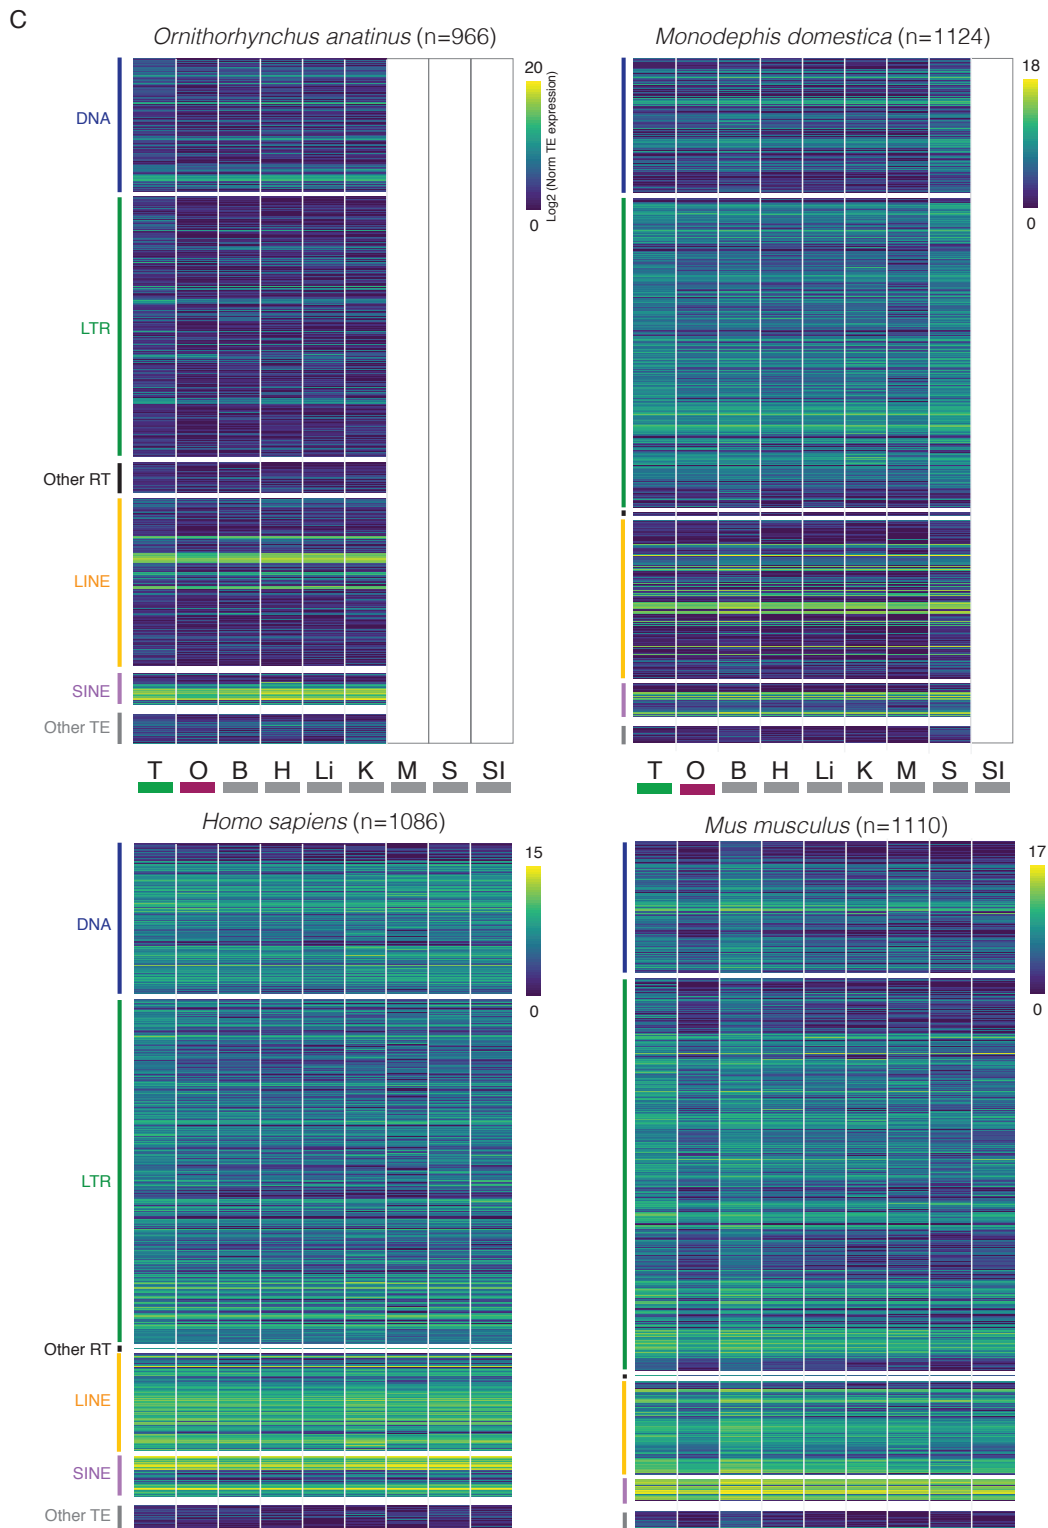 C
Ornithorhynchus anatinus (n=966)
Monodephis domestica (n=1124)
20
Log2 (Norm TE expression)
0
18
0
DNA
LTR
Other RT
LINE
SINE
Other TE
T O B H Li K M S SI
T O B H Li K M S SI
Homo sapiens (n=1086)
Mus musculus (n=1110)
15
0
17
0
DNA
LTR
Other RT
LINE
SINE
Other TE